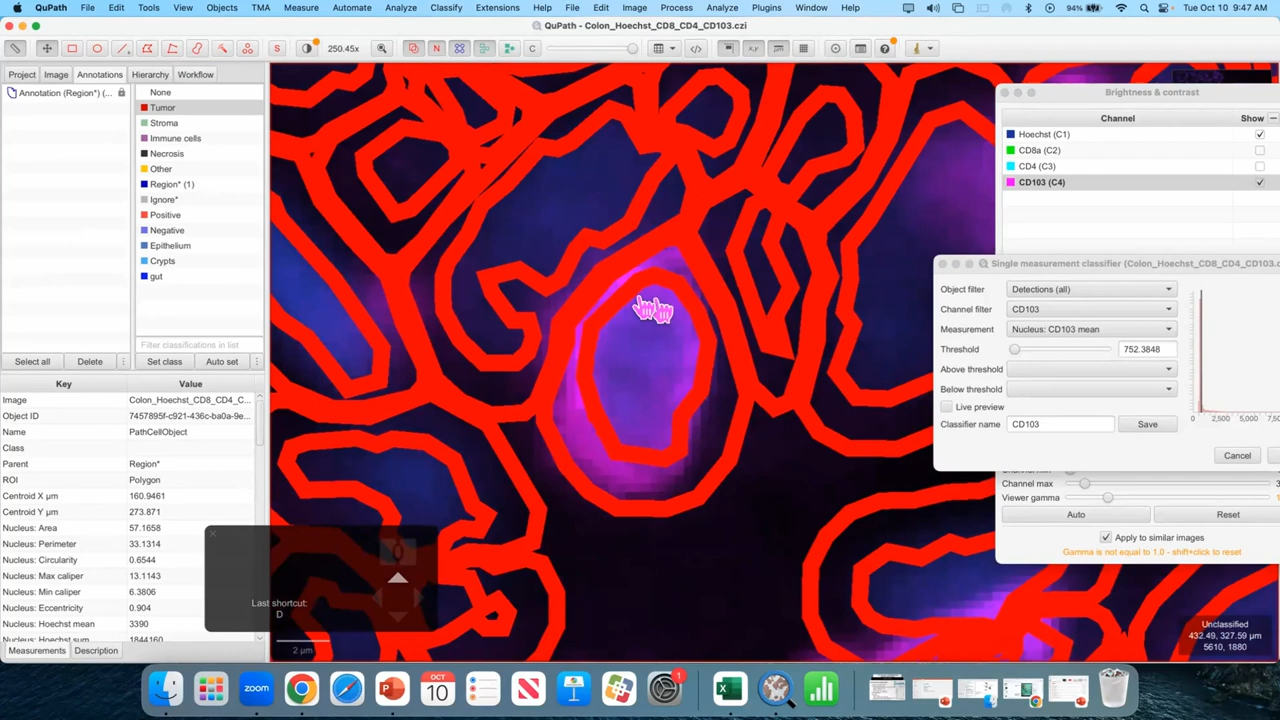 QuPath File Edit Tools View Objects TMA Measure Automate Analyze Classify Extensions Help
94% Tue Oct 10 9:47 AM
QuPath - Colon_Hoechst_CD8_CD4_CD103.czi
250.45x
S N C x,y
Project Image Annotations Hierarchy Workflow
Annotation (Region*) (...
None
Tumor
Stroma
Immune cells
Necrosis
Other
Region* (1)
Ignore*
Positive
Negative
Epithelium
Crypts
gut
Filter classifications in list
Select all Delete Set class Auto set
Key Value
Image Colon_Hoechst_CD8_CD4_C...
Object ID 7457895f-c921-436c-ba0a-9e...
Name PathCellObject
Class
Parent Region*
ROI Polygon
Centroid X µm 160.9461
Centroid Y µm 273.871
Nucleus: Area 57.1658
Nucleus: Perimeter 33.1314
Nucleus: Circularity 0.6544
Nucleus: Max caliper 13.1143
Nucleus: Min caliper 6.3806
Nucleus: Eccentricity 0.904
Nucleus: Hoechst mean 3390
Nucleus: Hoechst sum 1844160
Measurements Description
Last shortcut:
D
2 µm
Brightness & contrast
Channel Show
Hoechst (C1)
CD8a (C2)
CD4 (C3)
CD103 (C4)
Single measurement classifier (Colon_Hoechst_CD8_CD4_CD103.c
Object filter Detections (all)
Channel filter CD103
Measurement Nucleus: CD103 mean
Threshold 752.3848
Above threshold
Below threshold
Live preview
Classifier name CD103 Save
0 2,500 5,000
Cancel
Channel max
Viewer gamma
Auto Reset
Apply to similar images
Gamma is not equal to 1.0 - shift+click to reset
Unclassified
432.49, 327.59 µm
5610, 1880
OCT
10
zoom